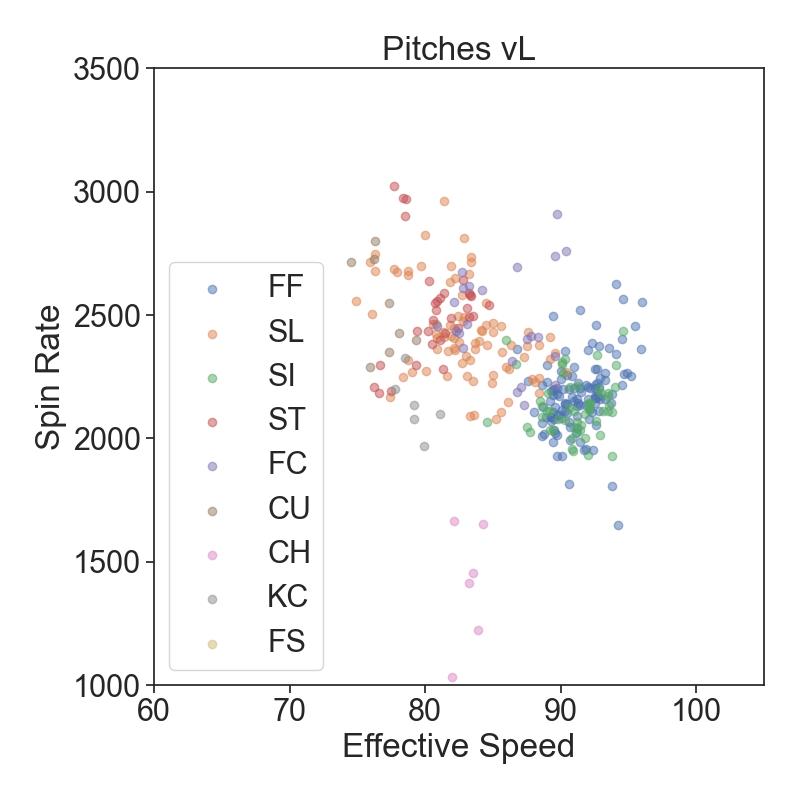 Pitches vL
3500
3000
2500
2000
1500
1000
Spin Rate
FF
SL
SI
ST
FC
CU
CH
KC
FS
60 70 80 90 100
Effective Speed